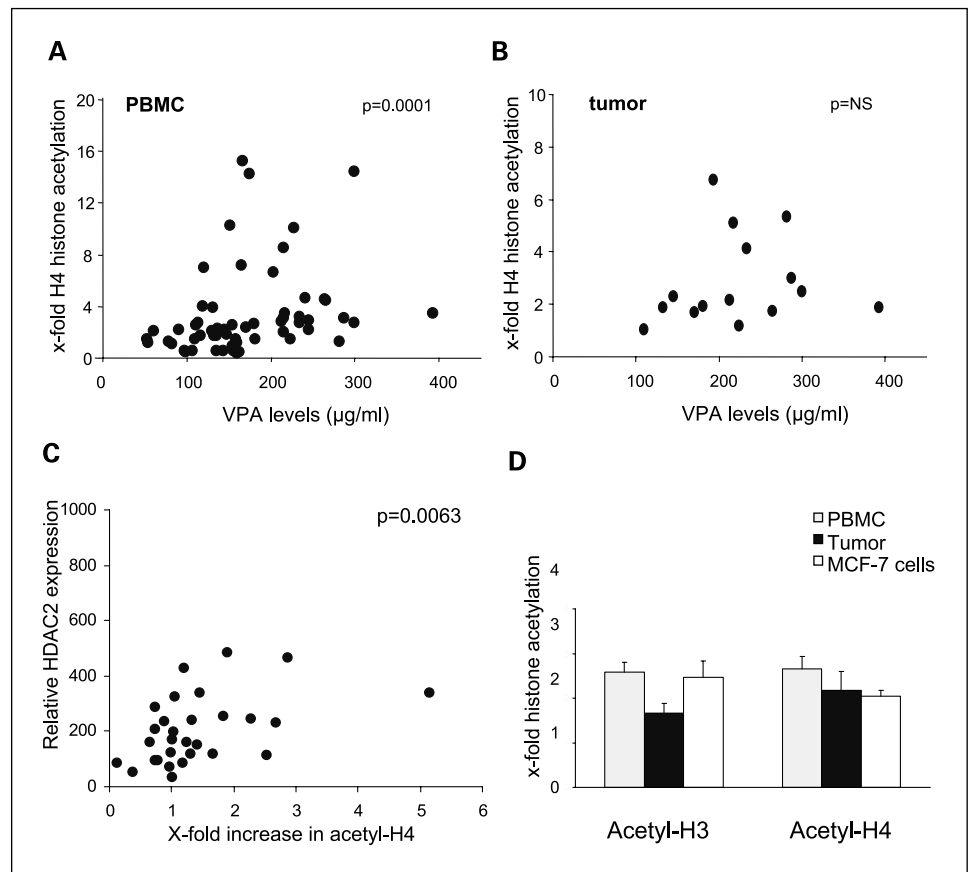 A
PBMC
p=0.0001
x-fold H4 histone acetylation
20
16
12
8
4
0
0 100 200 300 400
VPA levels (µg/ml)
B
tumor
p=NS
x-fold H4 histone acetylation
10
8
6
4
2
0
0 100 200 300 400
VPA levels (µg/ml)
C
p=0.0063
Relative HDAC2 expression
1000
800
600
400
200
0
0 1 2 3 4 5 6
X-fold increase in acetyl-H4
D
PBMC
Tumor
MCF-7 cells
x-fold histone acetylation
4
3
2
1
0
Acetyl-H3 Acetyl-H4